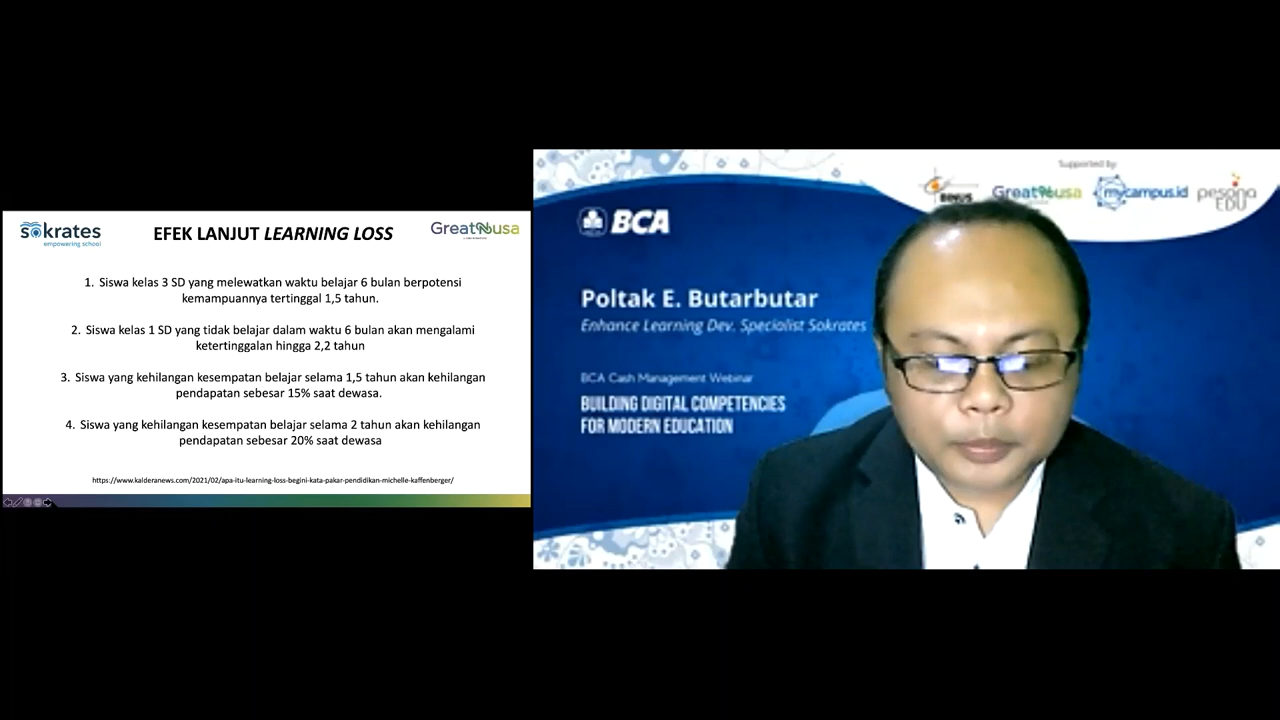 sokrates
empowering school
EFEK LANJUT LEARNING LOSS
GreatNusa
1. Siswa kelas 3 SD yang melewatkan waktu belajar 6 bulan berpotensi
kemampuannya tertinggal 1,5 tahun.
2. Siswa kelas 1 SD yang tidak belajar dalam waktu 6 bulan akan mengalami
ketertinggalan hingga 2,2 tahun
3. Siswa yang kehilangan kesempatan belajar selama 1,5 tahun akan kehilangan
pendapatan sebesar 15% saat dewasa.
4. Siswa yang kehilangan kesempatan belajar selama 2 tahun akan kehilangan
pendapatan sebesar 20% saat dewasa
https://www.kalderanews.com/2021/02/apa-itu-learning-loss-begini-kata-pakar-pendidikan-michelle-kaffenberger/
Supported by:
BINUS GreatNusa mycampus.id pesona EDU
BCA
Poltak E. Butarbutar
Enhance Learning Dev. Specialist Sokrates
BCA Cash Management Webinar
BUILDING DIGITAL COMPETENCIES
FOR MODERN EDUCATION